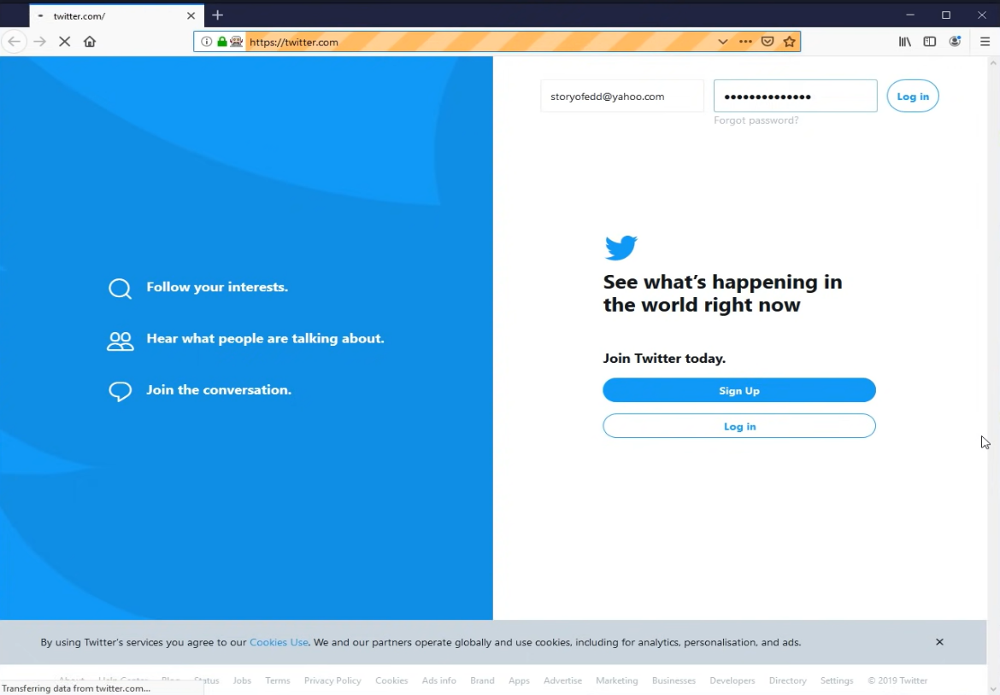 twitter.com/
https://twitter.com
storyofedd@yahoo.com
••••••••••••••
Log in
Forgot password?
Follow your interests.
Hear what people are talking about.
Join the conversation.
See what's happening in
the world right now
Join Twitter today.
Sign Up
Log in
By using Twitter's services you agree to our Cookies Use. We and our partners operate globally and use cookies, including for analytics, personalisation, and ads.
About Help Center Blog Status Jobs Terms Privacy Policy Cookies Ads info Brand Apps Advertise Marketing Businesses Developers Directory Settings © 2019 Twitter
Transferring data from twitter.com...